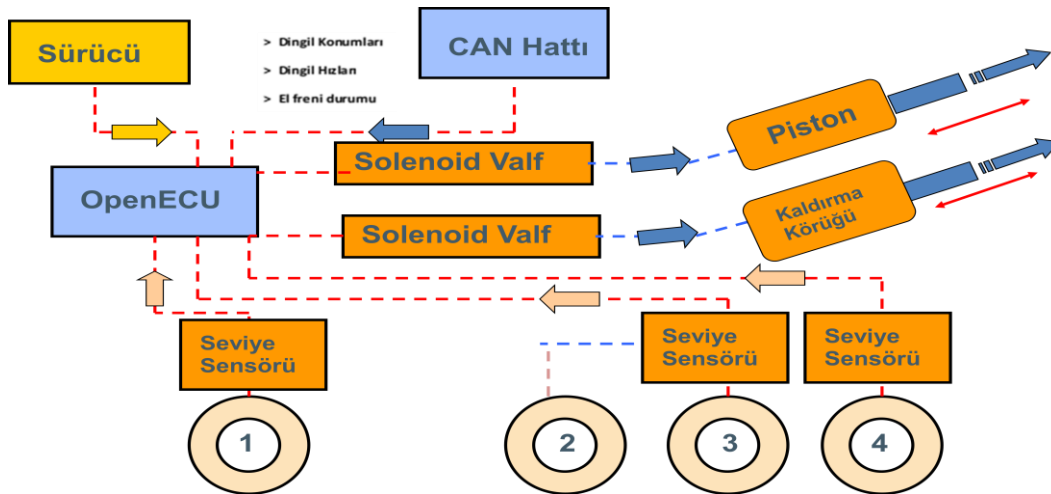 Sürücü
> Dingil Konumları
> Dingil Hızları
> El freni durumu
CAN Hattı
Piston
Solenoid Valf
OpenECU
Kaldırma
Körüğü
Solenoid Valf
Seviye
Sensörü
Seviye
Sensörü
Seviye
Sensörü
1
2
3
4